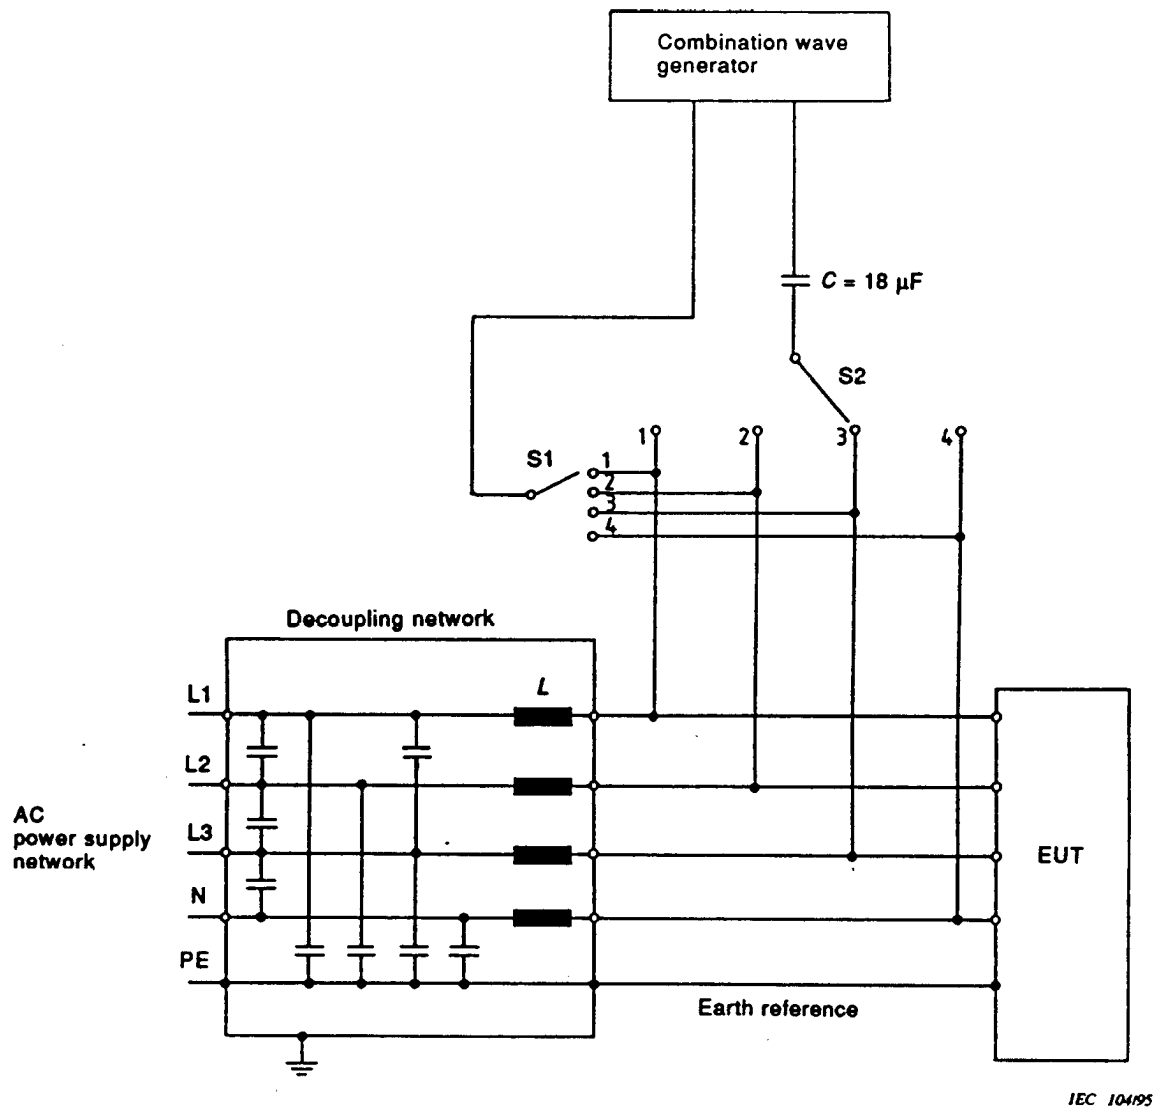 Combination wave
generator
C = 18 µF
S2
1
2
3
4
S1
1
2
3
4
Decoupling network
L
L1
L2
AC
power supply
network
L3
N
PE
EUT
Earth reference
IEC 104/95